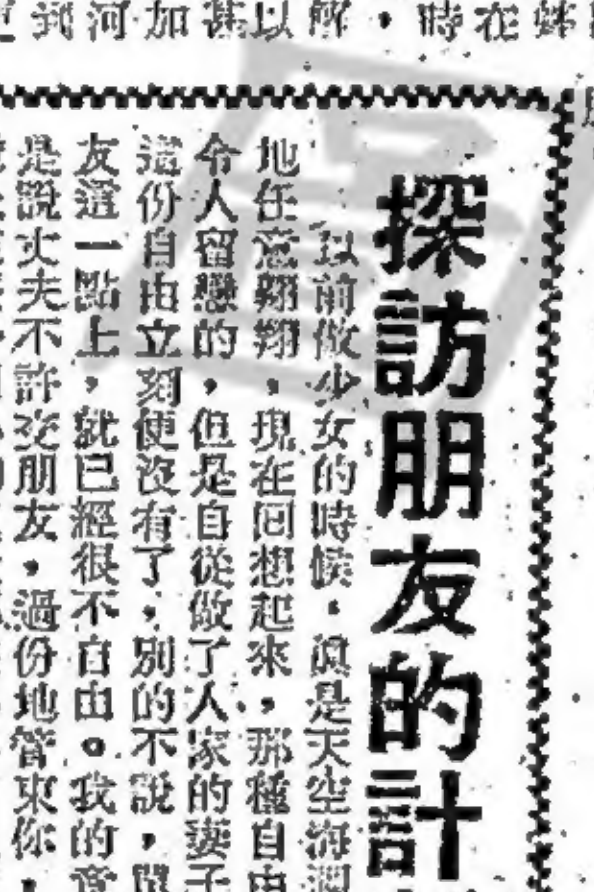 到河加甚以解，時在
探訪朋友的計
以前做少女的時候，眞是天空海闊
地任意翱翔，現在回想起來，那種自由
令人留戀的，但是自從做了人家的妻子
這份自由立刻便沒有了，別的不說，單
友這一點上，就已經很不自由。我的意
是說丈夫不許交朋友，過份地管束你，